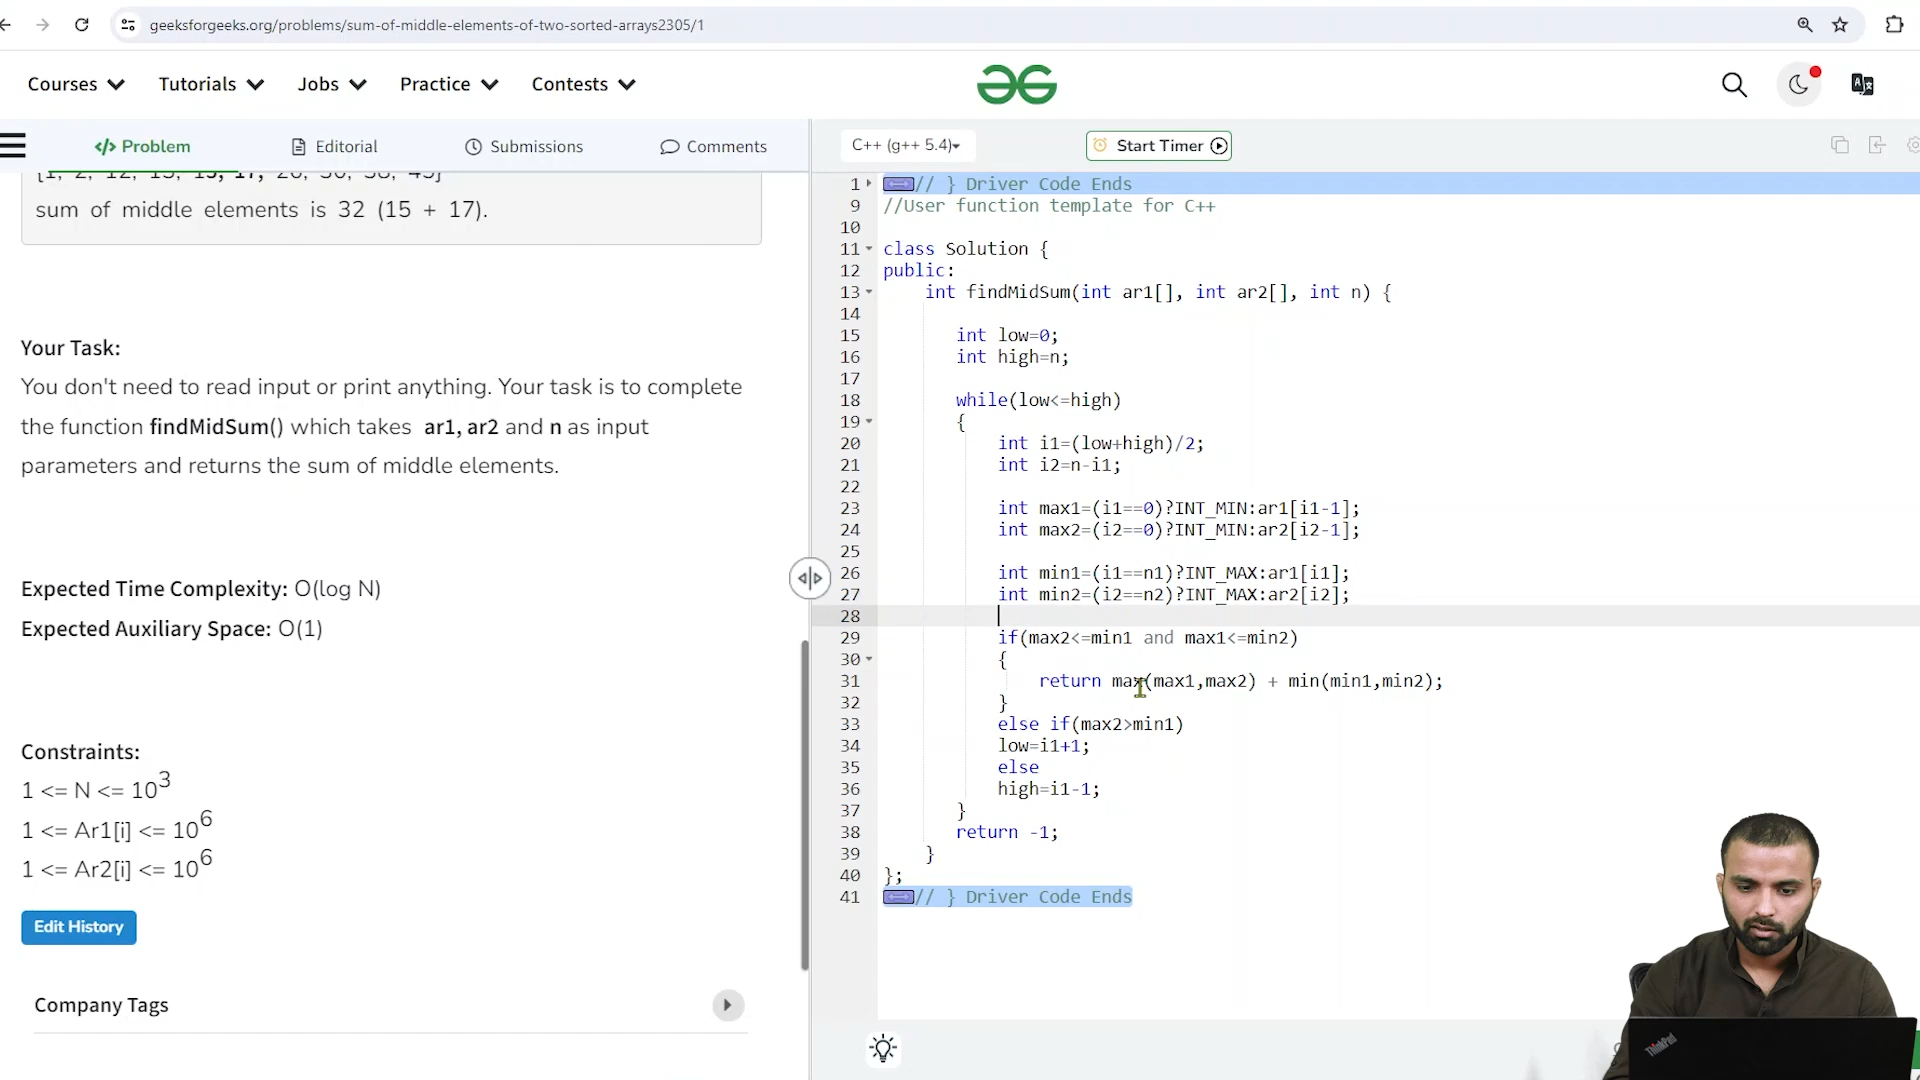 geeksforgeeks.org/problems/sum-of-middle-elements-of-two-sorted-arrays2305/1
Courses Tutorials Jobs Practice Contests
</> Problem Editorial Submissions Comments
{1, 2, 12, 13, 15, 17, 26, 30, 38, 45}
sum of middle elements is 32 (15 + 17).
Your Task:
You don't need to read input or print anything. Your task is to complete
the function findMidSum() which takes ar1, ar2 and n as input
parameters and returns the sum of middle elements.
Expected Time Complexity: O(log N)
Expected Auxiliary Space: O(1)
Constraints:
1 <= N <= 10^3
1 <= Ar1[i] <= 10^6
1 <= Ar2[i] <= 10^6
Edit History
Company Tags
C++ (g++ 5.4) Start Timer
1 // } Driver Code Ends
9 //User function template for C++
10
11 class Solution {
12 public:
13 int findMidSum(int ar1[], int ar2[], int n) {
14
15 int low=0;
16 int high=n;
17
18 while(low<=high)
19 {
20 int i1=(low+high)/2;
21 int i2=n-i1;
22
23 int max1=(i1==0)?INT_MIN:ar1[i1-1];
24 int max2=(i2==0)?INT_MIN:ar2[i2-1];
25
26 int min1=(i1==n1)?INT_MAX:ar1[i1];
27 int min2=(i2==n2)?INT_MAX:ar2[i2];
28
29 if(max2<=min1 and max1<=min2)
30 {
31 return max(max1,max2) + min(min1,min2);
32 }
33 else if(max2>min1)
34 low=i1+1;
35 else
36 high=i1-1;
37 }
38 return -1;
39 }
40 };
41 // } Driver Code Ends
ThinkPad